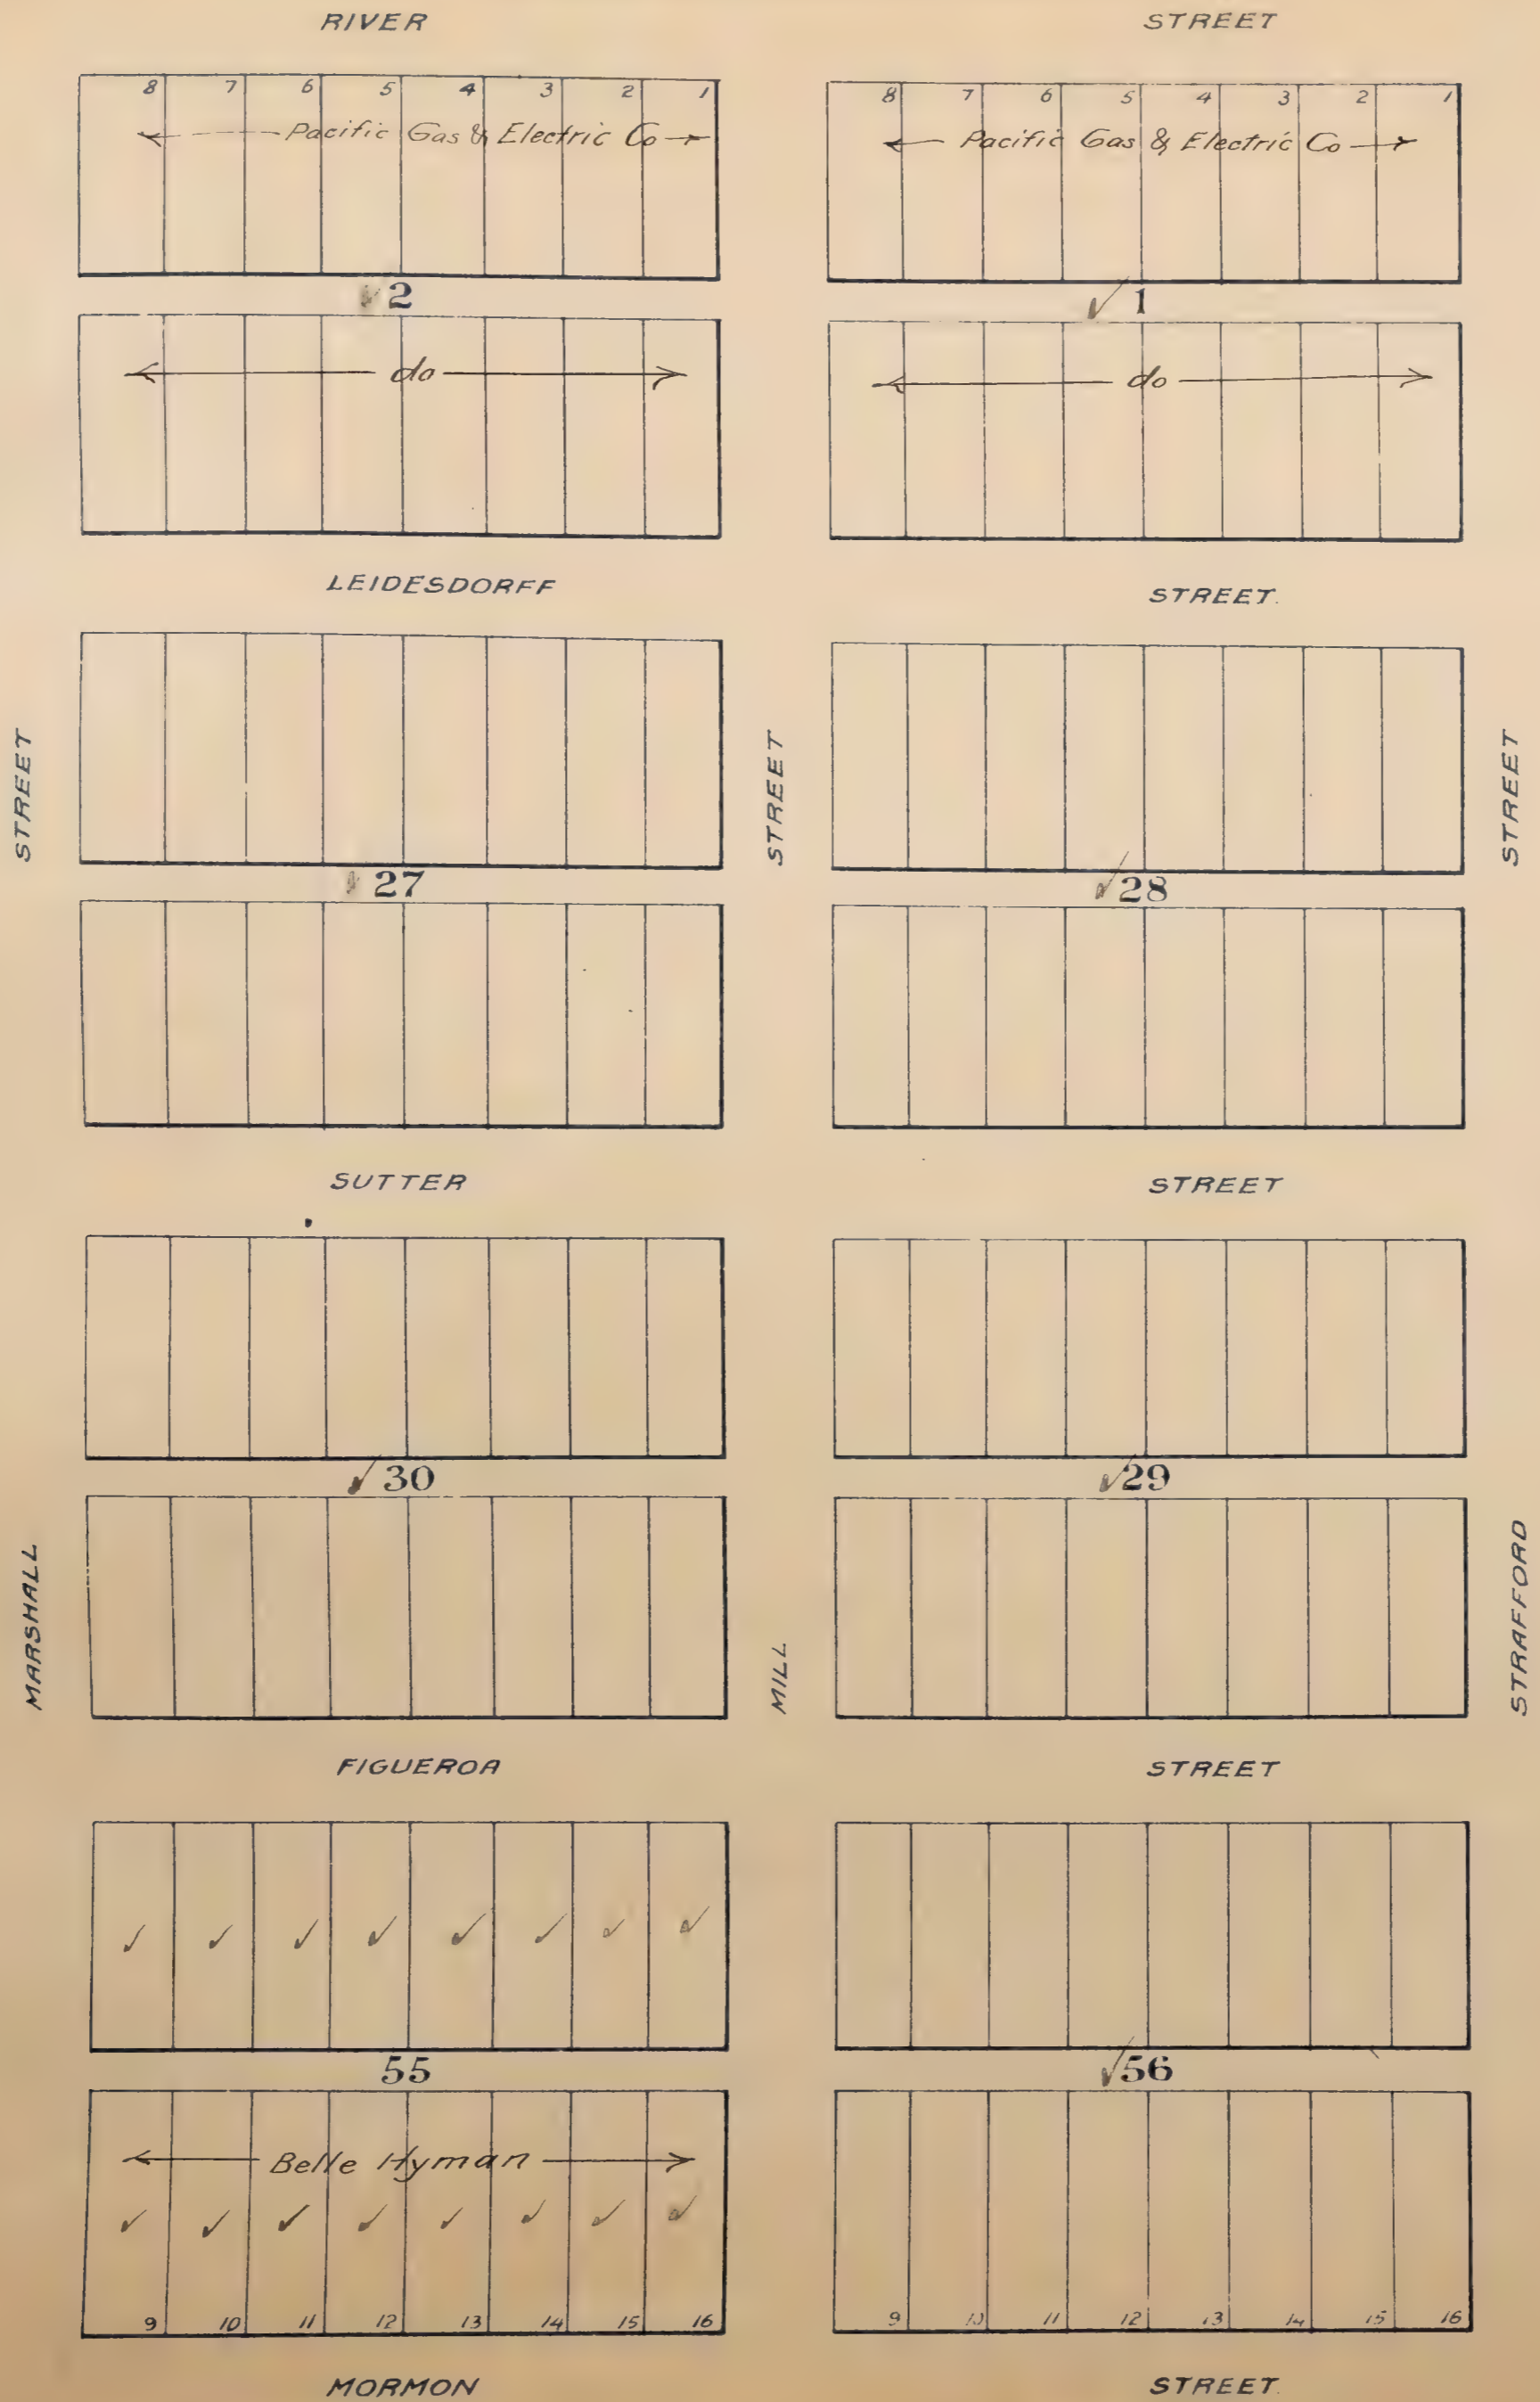 RIVER STREET
8 7 6 5 4 3 2 1
8 7 6 5 4 3 2 1
Pacific Gas & Electric Co
Pacific Gas & Electric Co
✓2
✓1
do
do
LEIDESDORFF STREET.
STREET
STREET
STREET
✓27
✓28
SUTTER STREET
✓30
✓29
MARSHALL
MILL
STRAFFORD
FIGUEROA STREET
✓ ✓ ✓ ✓ ✓ ✓ ✓ ✓
55
✓56
Belle Hyman
✓ ✓ ✓ ✓ ✓ ✓ ✓ ✓
9 10 11 12 13 14 15 16
9 10 11 12 13 14 15 16
MORMON STREET.